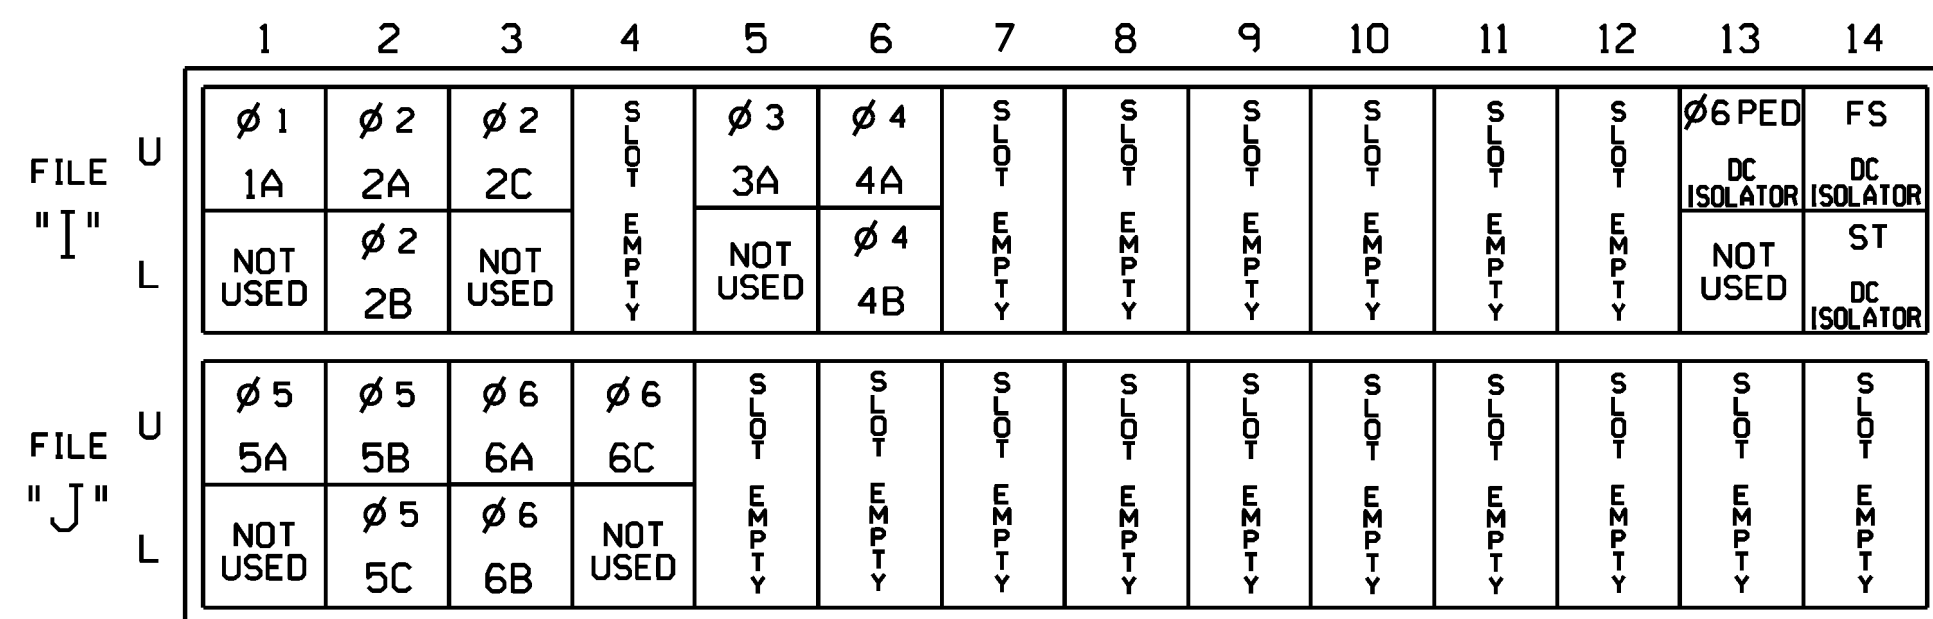 1 2 3 4 5 6 7 8 9 10 11 12 13 14
FILE "I"
U
Ø 1 1A
Ø 2 2A
Ø 2 2C
SLOT EMPTY
Ø 3 3A
Ø 4 4A
SLOT EMPTY
SLOT EMPTY
SLOT EMPTY
SLOT EMPTY
SLOT EMPTY
SLOT EMPTY
Ø6 PED DC ISOLATOR
FS DC ISOLATOR
L
NOT USED
Ø 2 2B
NOT USED
NOT USED
Ø 4 4B
NOT USED
ST DC ISOLATOR
FILE "J"
U
Ø 5 5A
Ø 5 5B
Ø 6 6A
Ø 6 6C
SLOT EMPTY
SLOT EMPTY
SLOT EMPTY
SLOT EMPTY
SLOT EMPTY
SLOT EMPTY
SLOT EMPTY
SLOT EMPTY
SLOT EMPTY
SLOT EMPTY
L
NOT USED
Ø 5 5C
Ø 6 6B
NOT USED